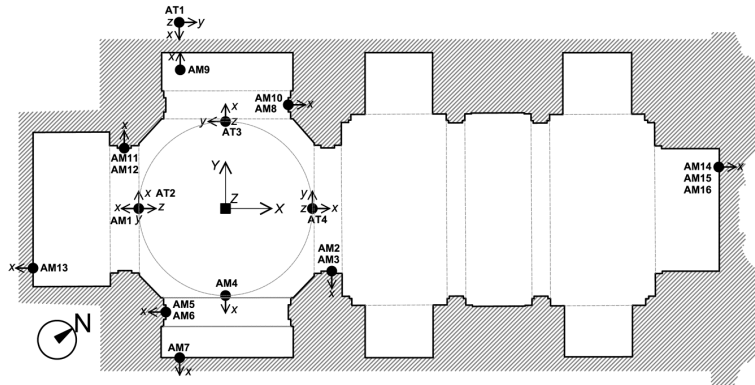 AT1
z y
x
x
AM9
AM10
AM8
x
x
y z
AT3
x
AM11
AM12
Y
Z
X
x AT2
x z
AM1 y
y
z x
AT4
AM14
AM15
AM16
x
AM2
AM3
x
x AM13
AM4
x
x AM5
AM6
N
AM7
x